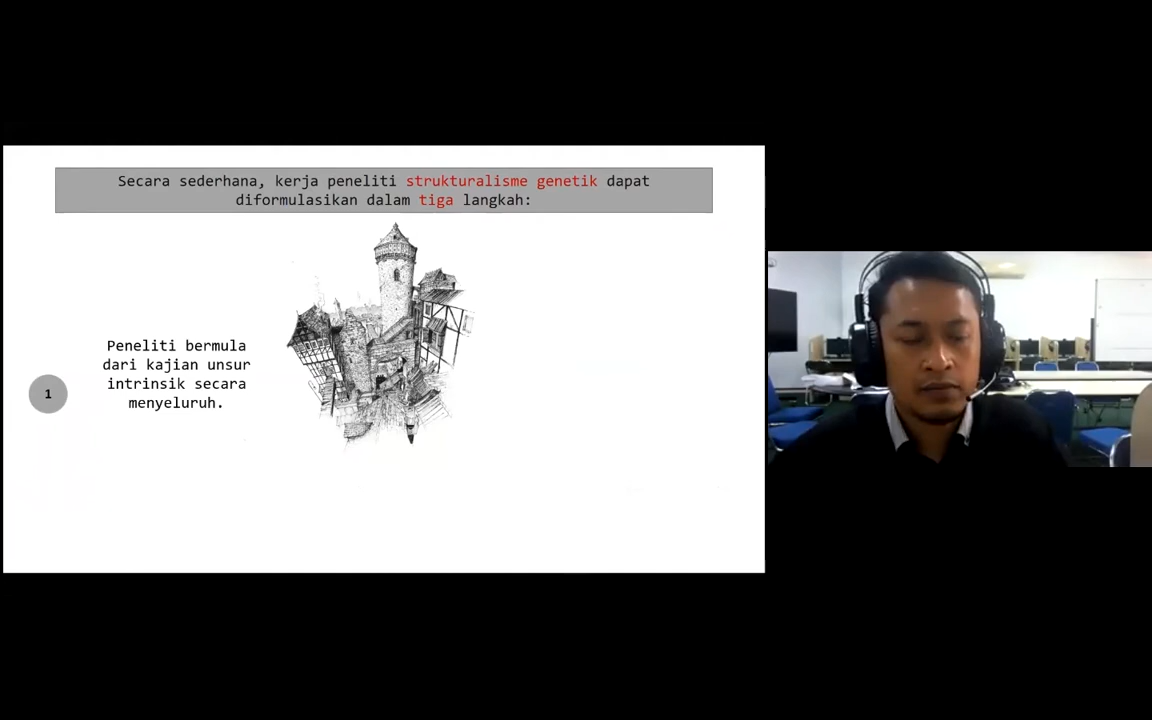 Secara sederhana, kerja peneliti strukturalisme genetik dapat
diformulasikan dalam tiga langkah:
Peneliti bermula
dari kajian unsur
intrinsik secara
menyeluruh.
1